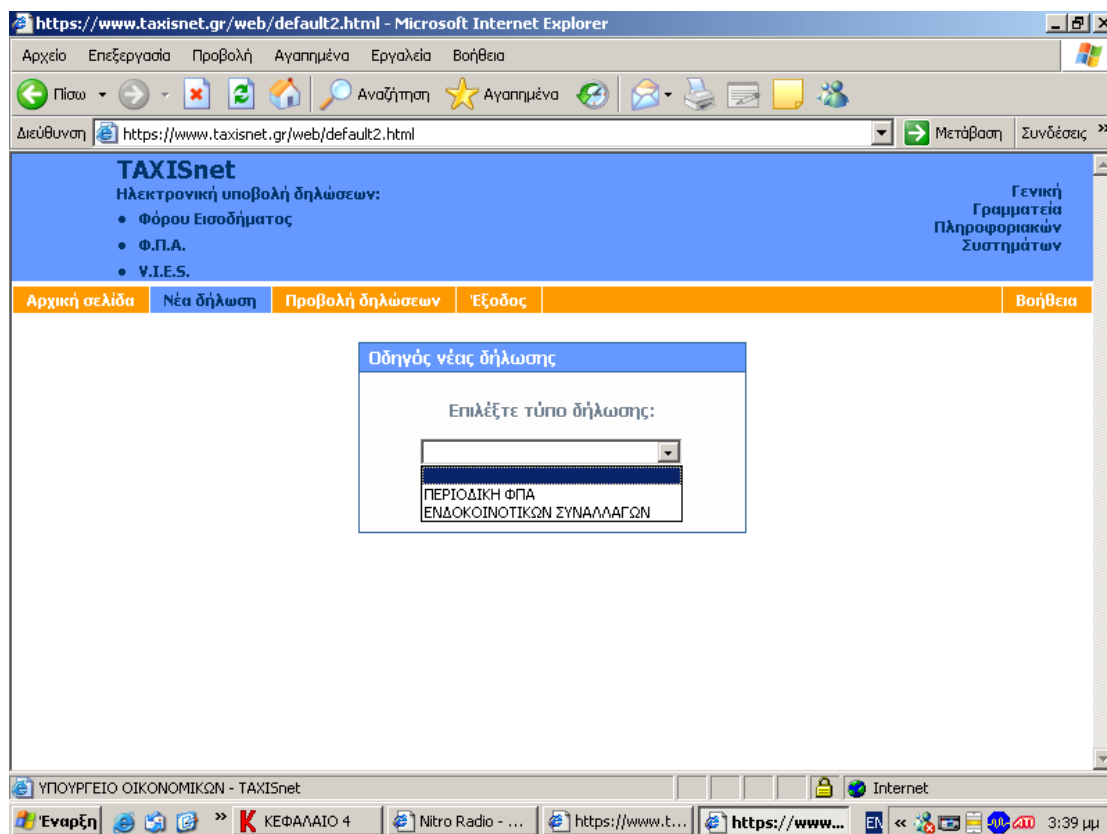 https://www.taxisnet.gr/web/default2.html - Microsoft Internet Explorer
Αρχείο Επεξεργασία Προβολή Αγαπημένα Εργαλεία Βοήθεια
Πίσω Αναζήτηση Αγαπημένα
Διεύθυνση https://www.taxisnet.gr/web/default2.html Μετάβαση Συνδέσεις »
TAXISnet
Ηλεκτρονική υποβολή δηλώσεων:
• Φόρου Εισοδήματος
• Φ.Π.Α.
• V.I.E.S.
Γενική
Γραμματεία
Πληροφοριακών
Συστημάτων
Αρχική σελίδα Νέα δήλωση Προβολή δηλώσεων Έξοδος Βοήθεια
Οδηγός νέας δήλωσης
Επιλέξτε τύπο δήλωσης:
ΠΕΡΙΟΔΙΚΗ ΦΠΑ
ΕΝΔΟΚΟΙΝΟΤΙΚΩΝ ΣΥΝΑΛΛΑΓΩΝ
ΥΠΟΥΡΓΕΙΟ ΟΙΚΟΝΟΜΙΚΩΝ - TAXISnet Internet
Έναρξη » ΚΕΦΑΛΑΙΟ 4 Nitro Radio - ... https://www.t... https://www... EN « 3:39 μμ